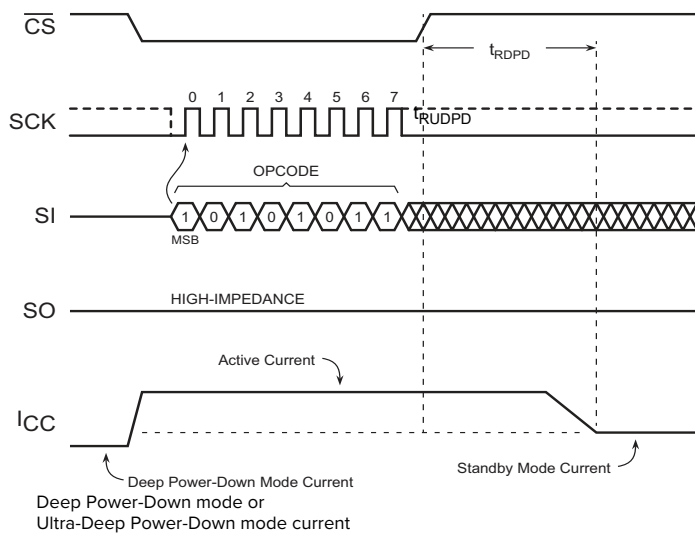 CS
tRDPD
0 1 2 3 4 5 6 7
SCK
tRUDPD
OPCODE
SI
1 0 1 0 1 0 1 1
MSB
SO
HIGH-IMPEDANCE
Active Current
ICC
Deep Power-Down Mode Current
Standby Mode Current
Deep Power-Down mode or
Ultra-Deep Power-Down mode current